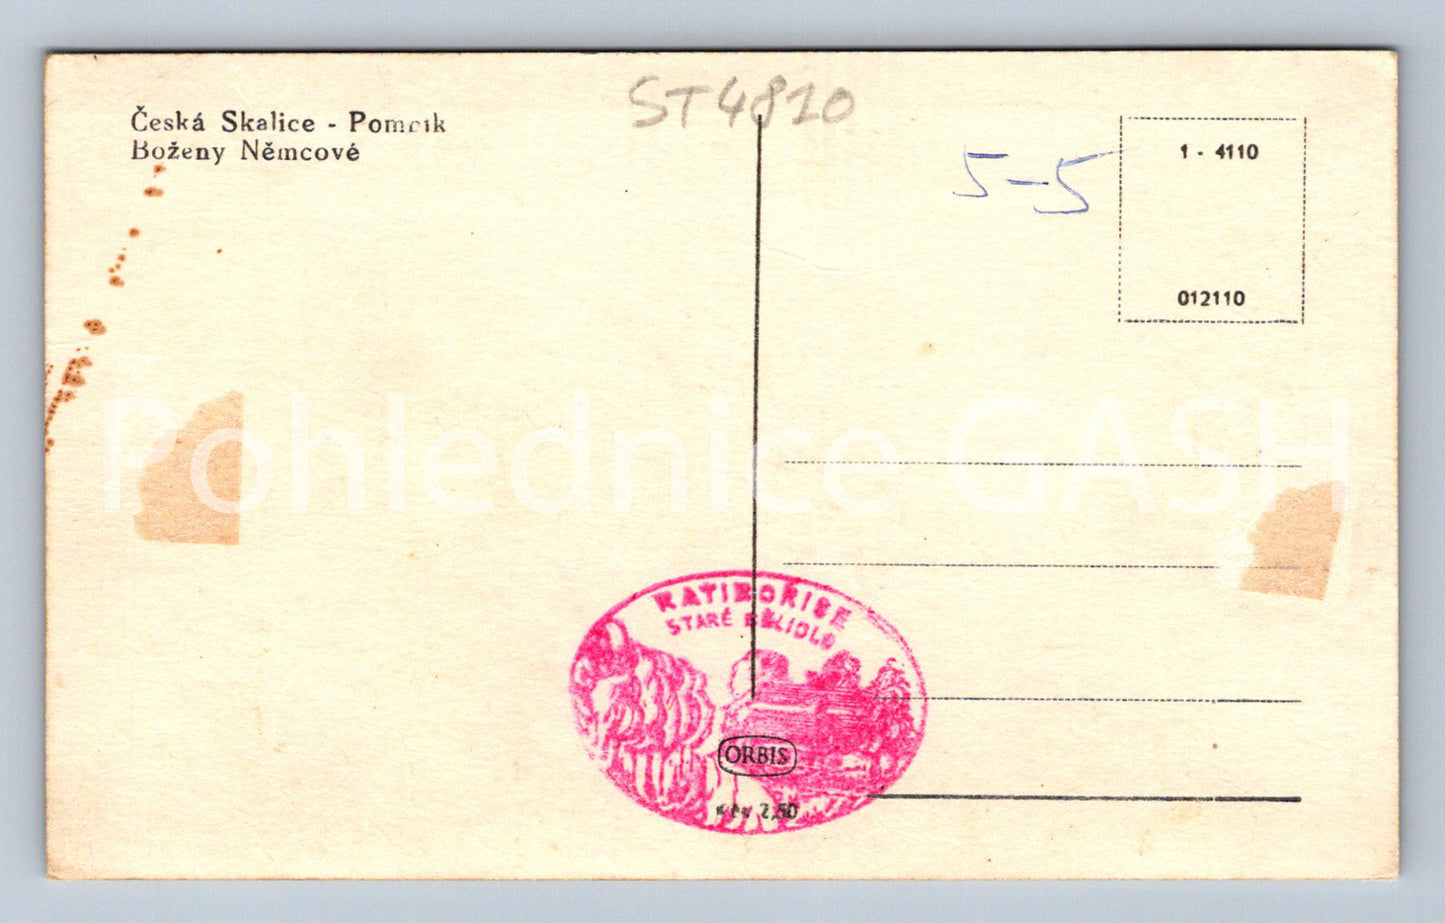 ST4810
Česká Skalice - Pomník
Boženy Němcové
5-5
1 - 4110
012110
Pohlednice GASH
RATIBOŘICE
STARÉ BĚLIDLO
ORBIS
Kčs 2,50